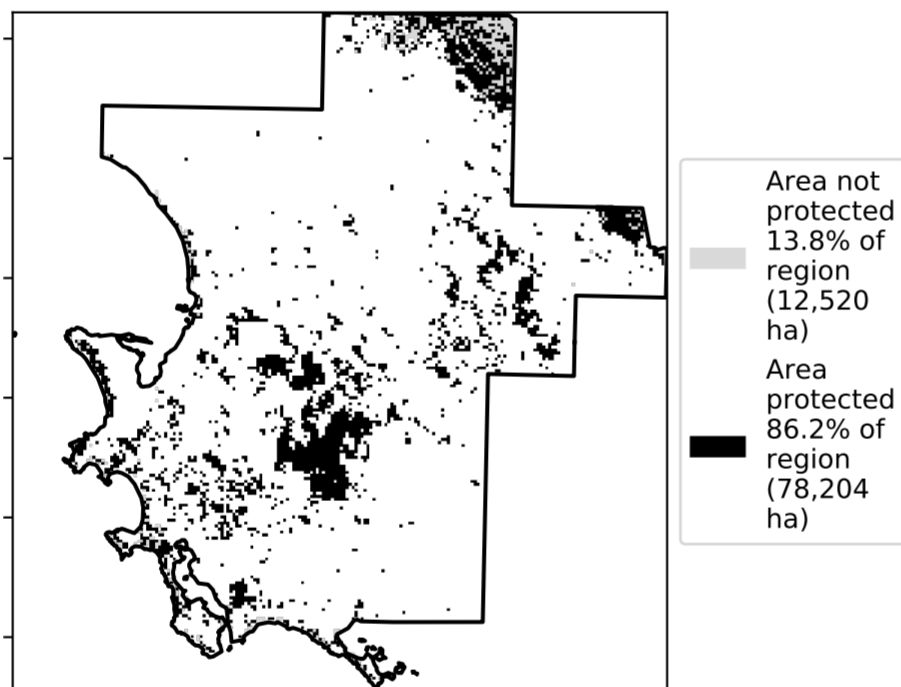 Area not
protected
13.8% of
region
(12,520
ha)
Area
protected
86.2% of
region
(78,204
ha)